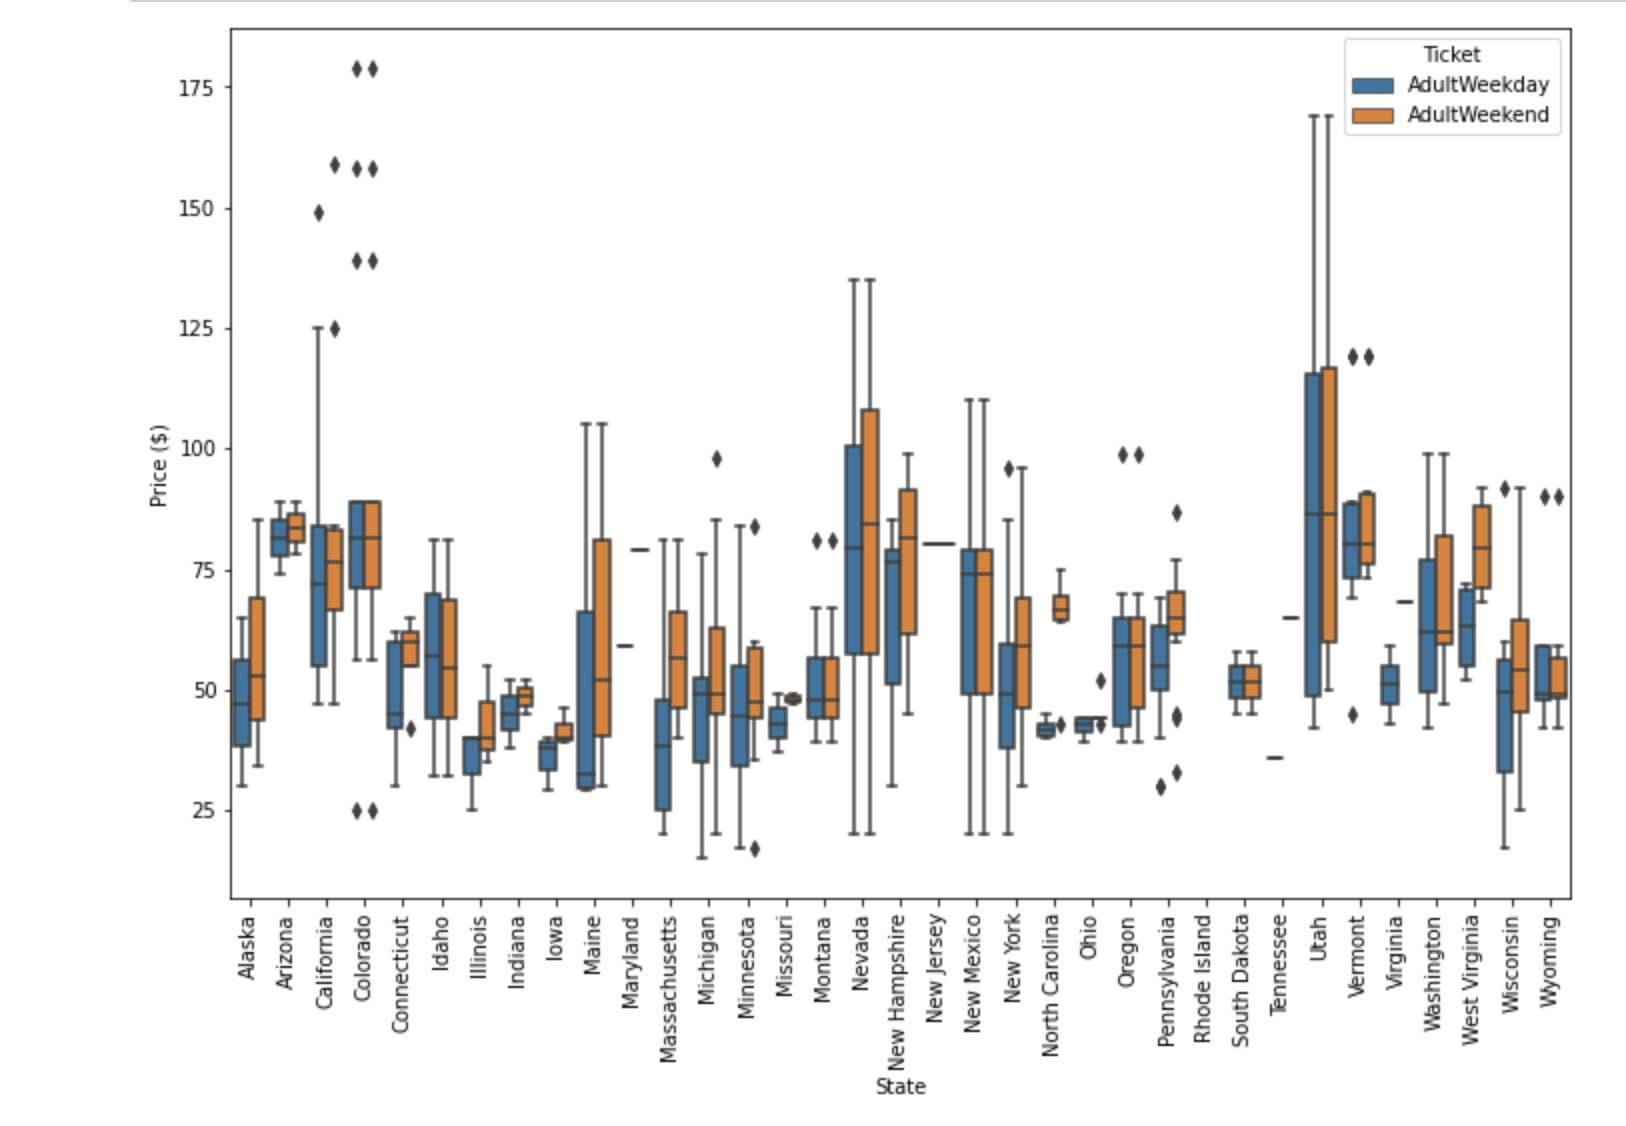 Ticket
AdultWeekday
AdultWeekend
175
150
125
100
75
50
25
Price ($)
Alaska
Arizona
California
Colorado
Connecticut
Idaho
Illinois
Indiana
Iowa
Maine
Maryland
Massachusetts
Michigan
Minnesota
Missouri
Montana
Nevada
New Hampshire
New Jersey
New Mexico
New York
North Carolina
Ohio
Oregon
Pennsylvania
Rhode Island
South Dakota
Tennessee
Utah
Vermont
Virginia
Washington
West Virginia
Wisconsin
Wyoming
State